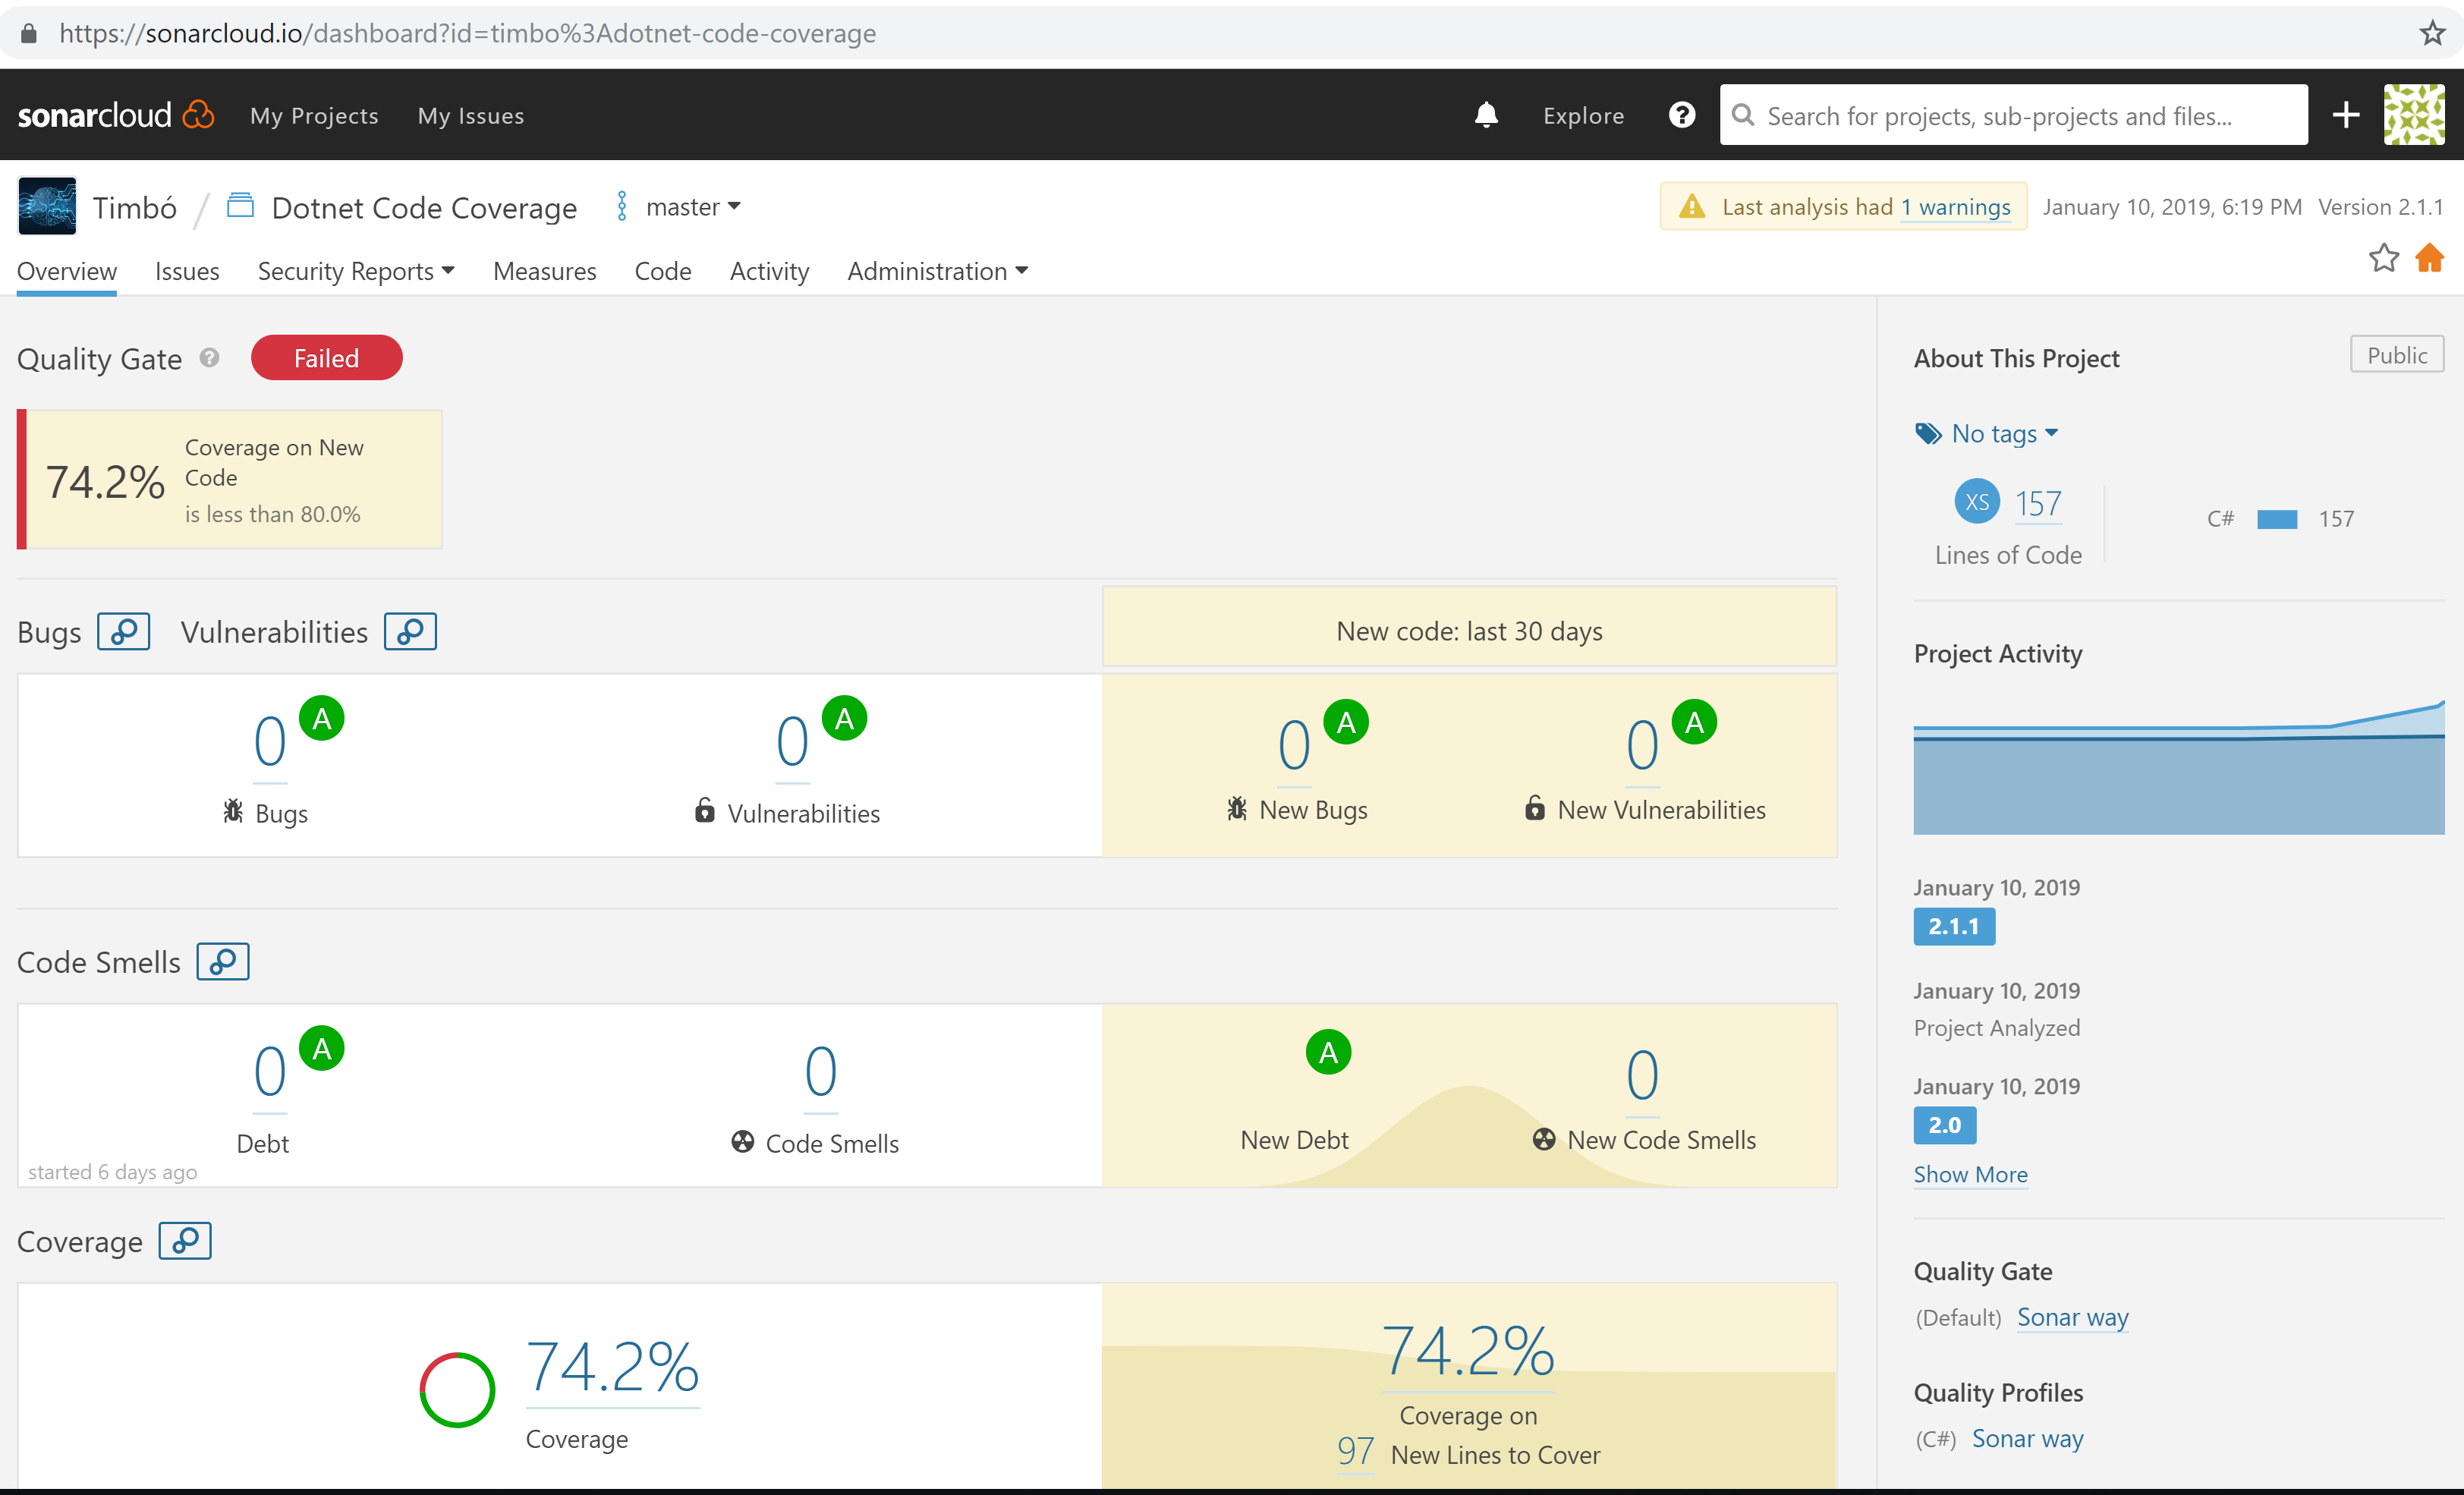 https://sonarcloud.io/dashboard?id=timbo%3Adotnet-code-coverage
sonarcloud My Projects My Issues Explore Search for projects, sub-projects and files...
Timbó / Dotnet Code Coverage master Last analysis had 1 warnings January 10, 2019, 6:19 PM Version 2.1.1
Overview Issues Security Reports Measures Code Activity Administration
Quality Gate ? Failed
74.2% Coverage on New
Code
is less than 80.0%
Bugs Vulnerabilities New code: last 30 days
0 A 0 A 0 A 0 A
Bugs Vulnerabilities New Bugs New Vulnerabilities
Code Smells
0 A 0 A 0
Debt Code Smells New Debt New Code Smells
started 6 days ago
Coverage
74.2%
Coverage
74.2%
Coverage on
97 New Lines to Cover
About This Project Public
No tags
XS 157 C# 157
Lines of Code
Project Activity
January 10, 2019
2.1.1
January 10, 2019
Project Analyzed
January 10, 2019
2.0
Show More
Quality Gate
(Default) Sonar way
Quality Profiles
(C#) Sonar way